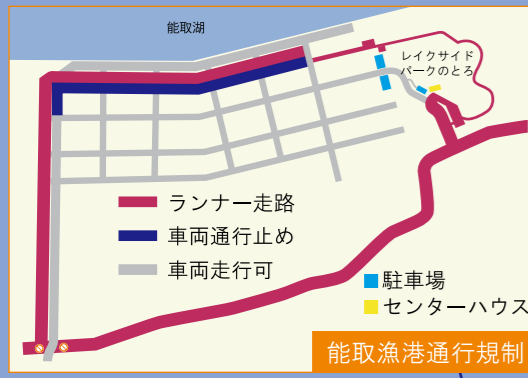 能取湖
レイクサイド
パークのとろ
ランナー走路
車両通行止め
車両走行可
駐車場
センターハウス
能取漁港通行規制